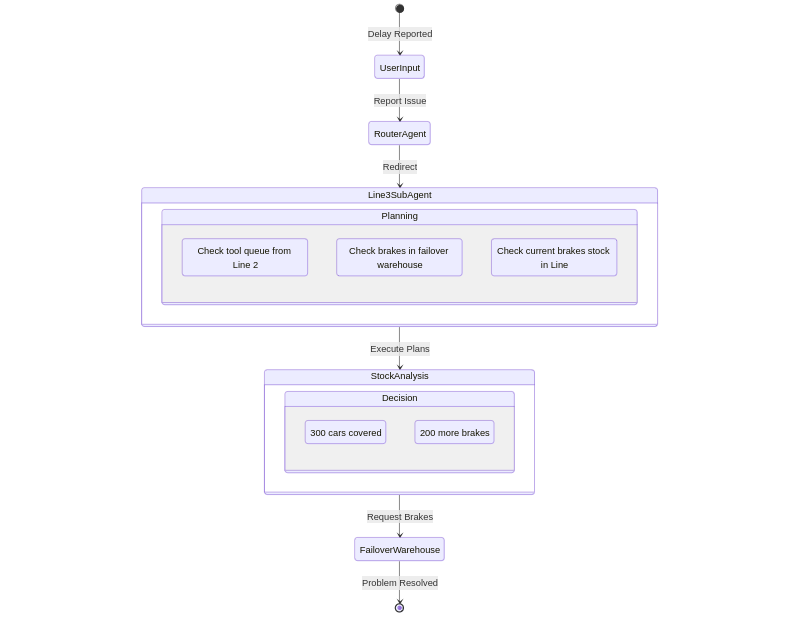 Delay Reported
UserInput
Report Issue
RouterAgent
Redirect
Line3SubAgent
Planning
Check tool queue from
Line 2
Check brakes in failover
warehouse
Check current brakes stock
in Line
Execute Plans
StockAnalysis
Decision
300 cars covered
200 more brakes
Request Brakes
FailoverWarehouse
Problem Resolved